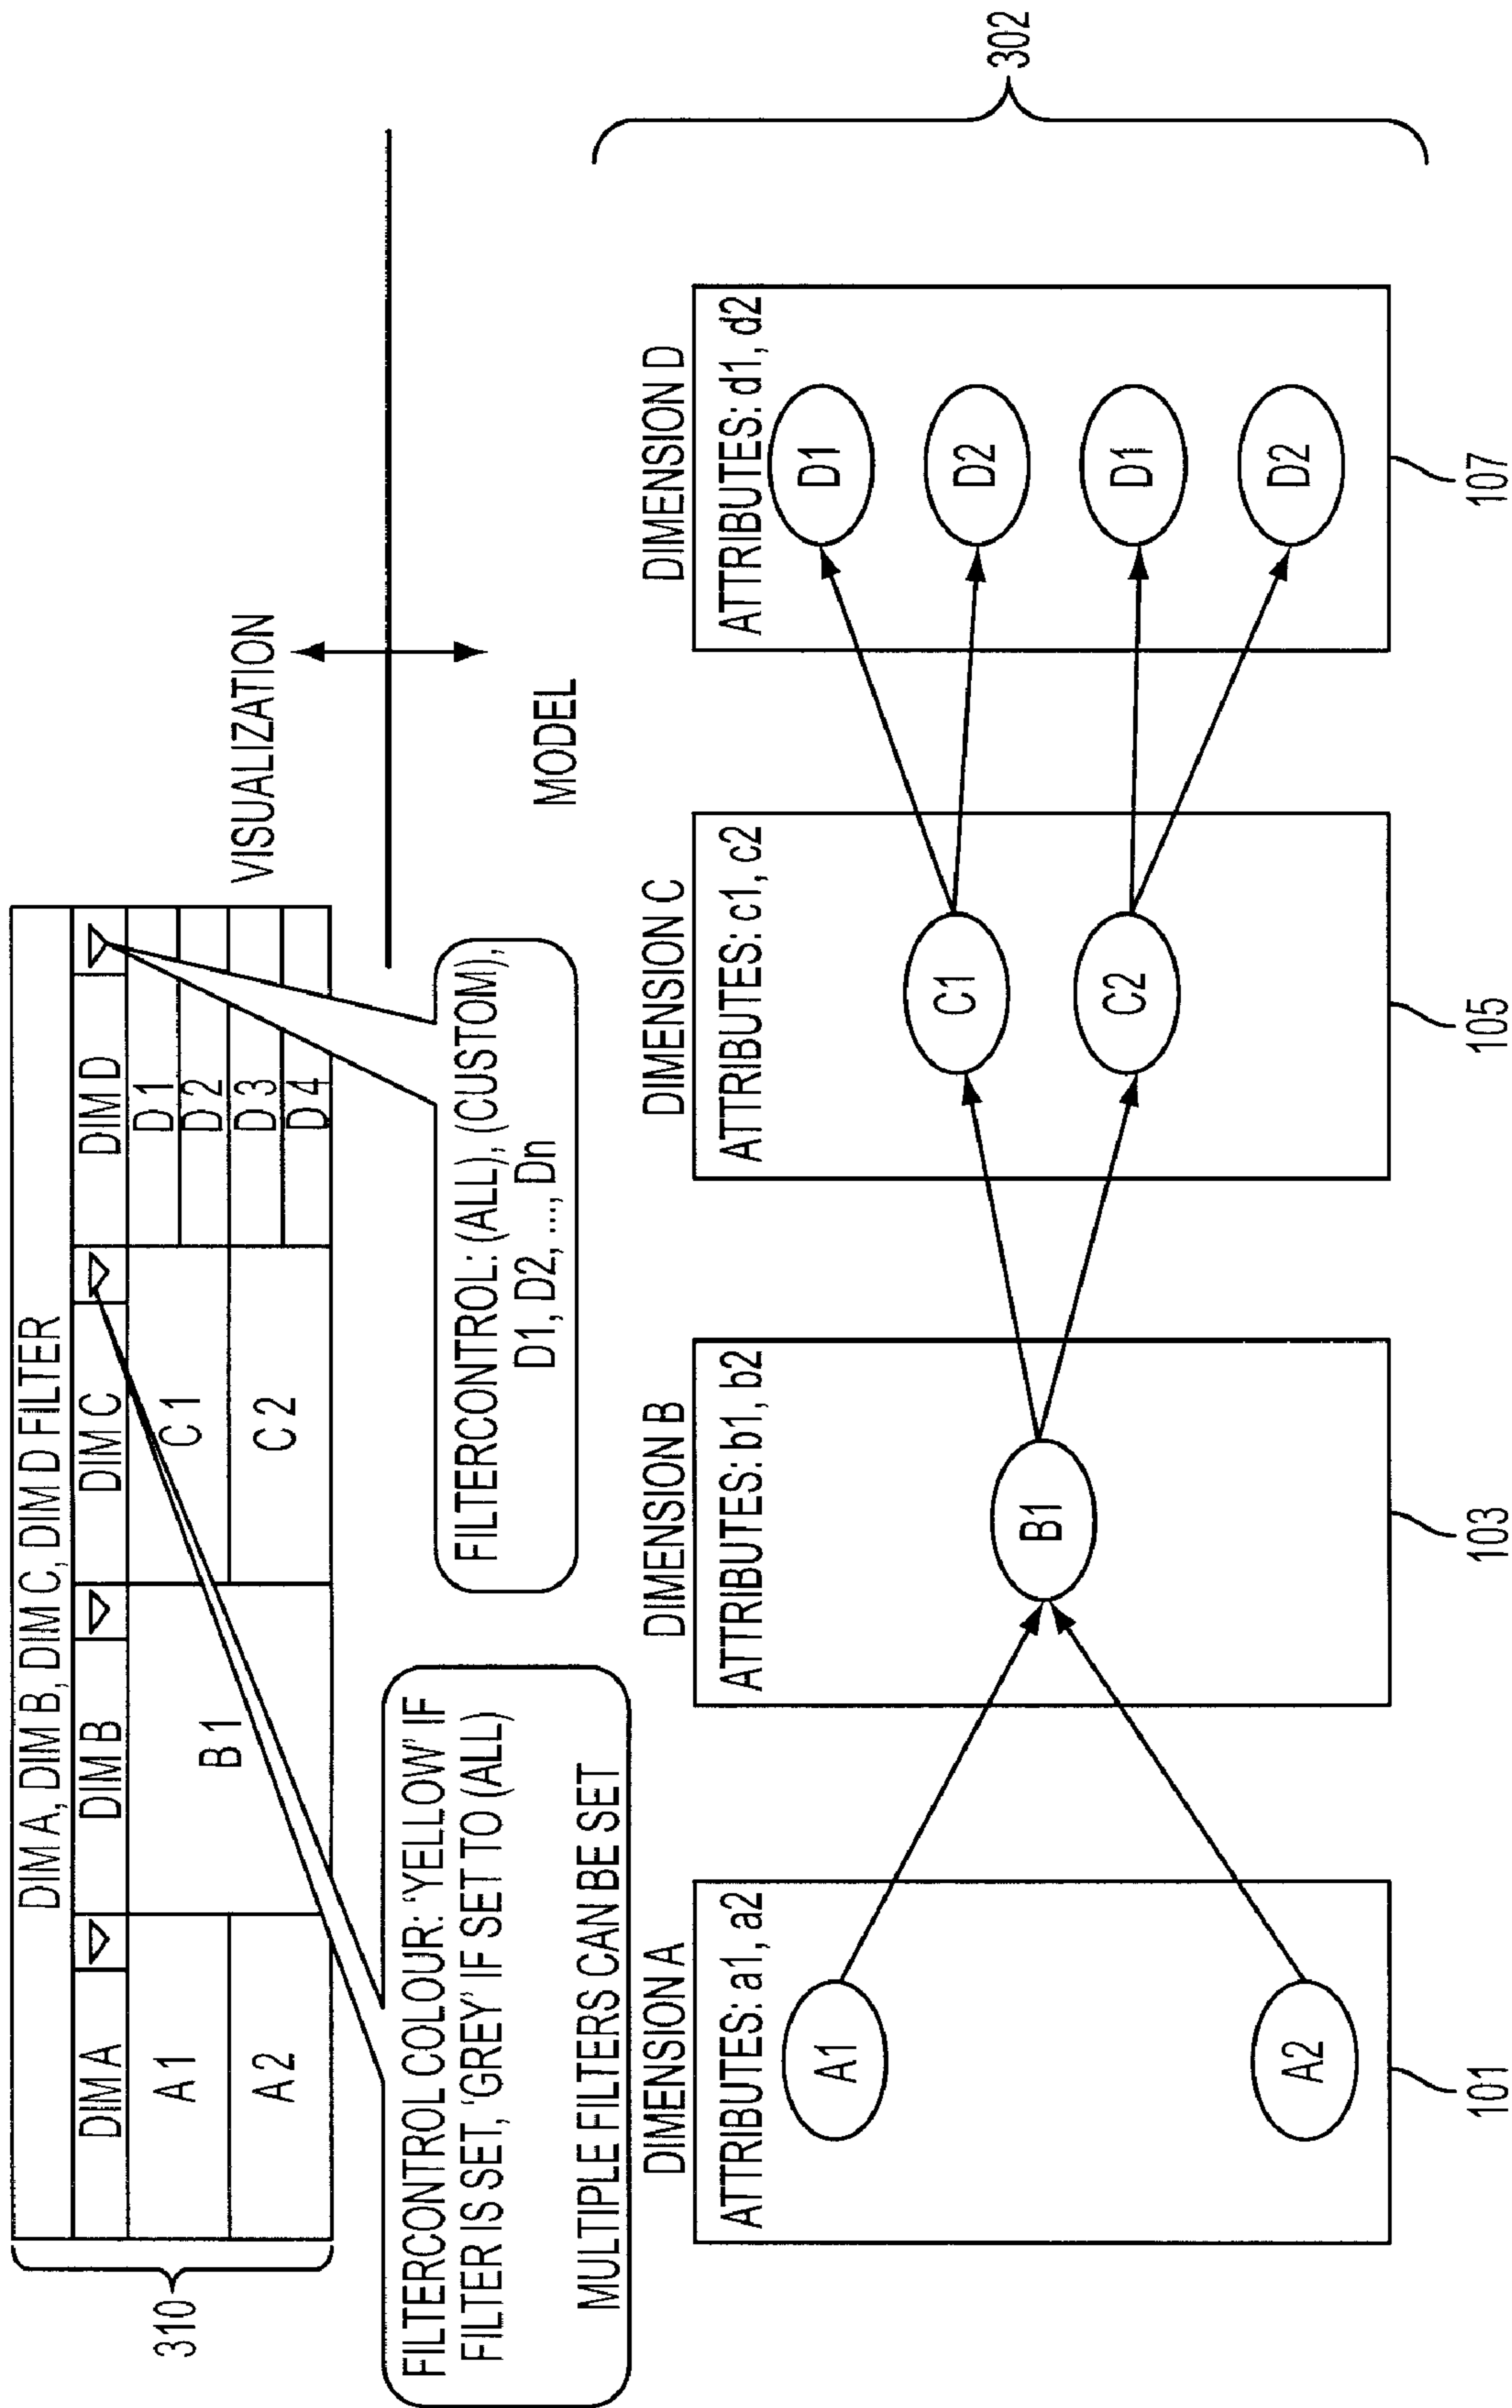 DIM A, DIM B, DIM C, DIM D FILTER
DIM A DIM B DIM C DIM D
A 1 B 1 C 1 D 1
D 2
A 2 C 2 D 3
D 4
310
VISUALIZATION
MODEL
FILTERCONTROL COLOUR: 'YELLOW' IF
FILTER IS SET, 'GREY' IF SET TO (ALL)
MULTIPLE FILTERS CAN BE SET
FILTERCONTROL: (ALL), (CUSTOM),
D1, D2, ..., Dn
DIMENSION A
ATTRIBUTES: a1, a2
A1
A2
101
DIMENSION B
ATTRIBUTES: b1, b2
B1
103
DIMENSION C
ATTRIBUTES: c1, c2
C1
C2
105
DIMENSION D
ATTRIBUTES: d1, d2
D1
D2
D1
D2
107
302